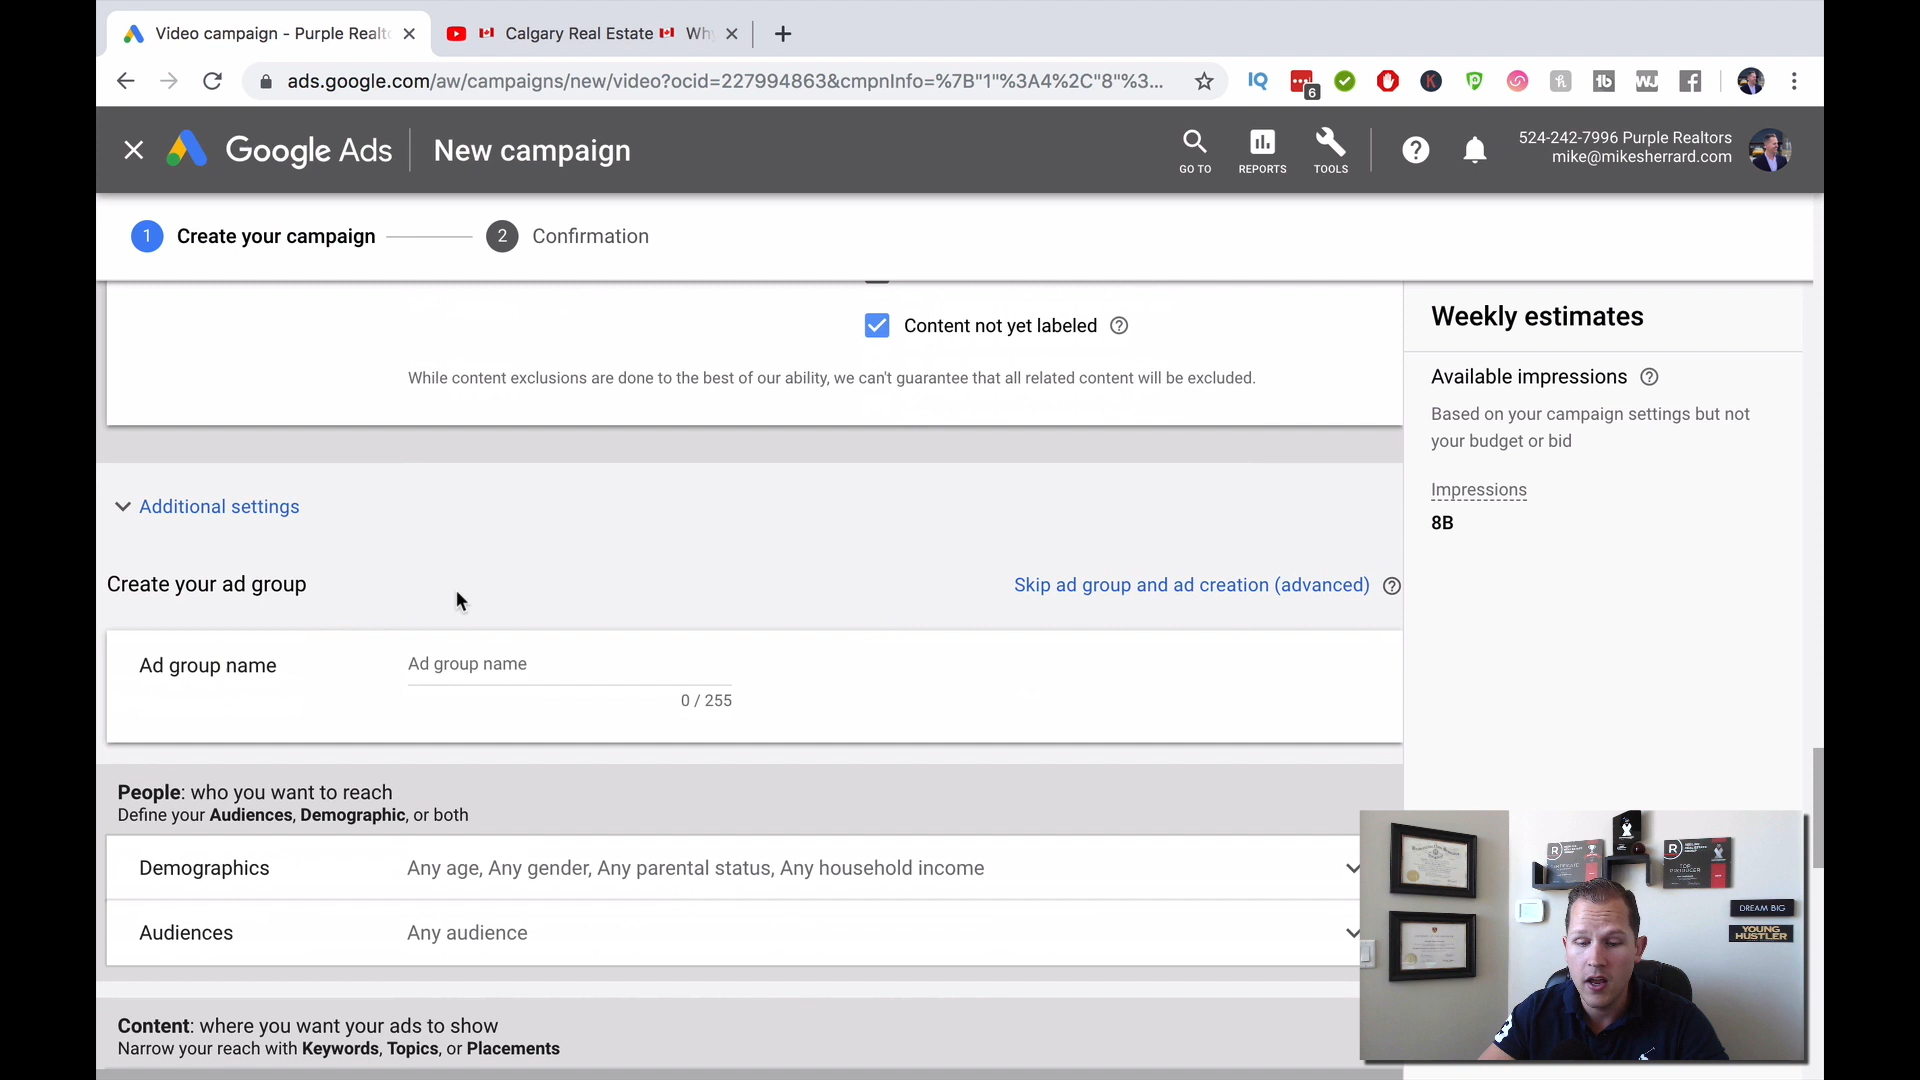 Video campaign - Purple Realt
Calgary Real Estate Wh
ads.google.com/aw/campaigns/new/video?ocid=227994863&cmpnInfo=%7B"1"%3A4%2C"8"%3...
IQ
6
K
h
tb
WJ
Google Ads
New campaign
GO TO
REPORTS
TOOLS
524-242-7996 Purple Realtors
mike@mikesherrard.com
1 Create your campaign
2 Confirmation
Content not yet labeled
While content exclusions are done to the best of our ability, we can't guarantee that all related content will be excluded.
Additional settings
Create your ad group
Skip ad group and ad creation (advanced)
Ad group name
Ad group name
0 / 255
People: who you want to reach
Define your Audiences, Demographic, or both
Demographics
Any age, Any gender, Any parental status, Any household income
Audiences
Any audience
Content: where you want your ads to show
Narrow your reach with Keywords, Topics, or Placements
Weekly estimates
Available impressions
Based on your campaign settings but not
your budget or bid
Impressions
8B
R
R
TOP
PRODUCER
DREAM BIG
YOUNG
HUSTLER